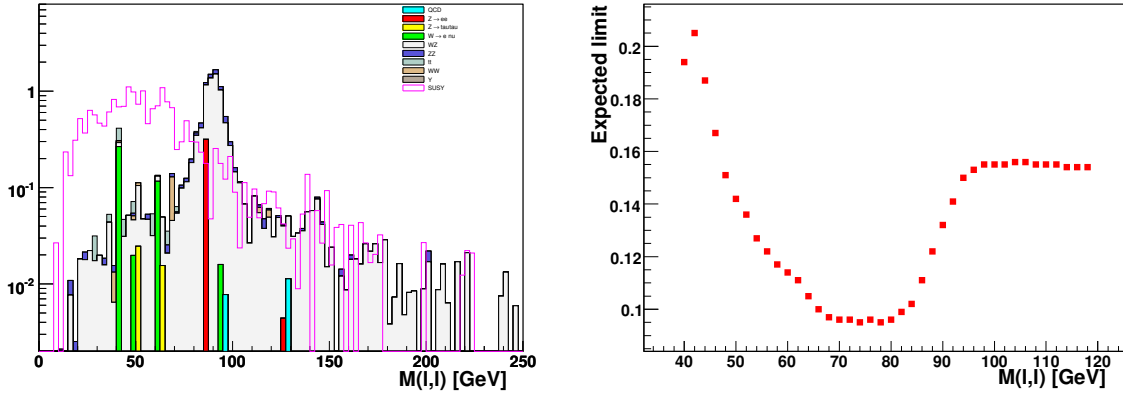 QCD
Z → ee
Z → tautau
W → e nu
WZ
ZZ
tt
WW
Y
SUSY
1
10-1
10-2
0 50 100 150 200 250
M(l,l) [GeV]
Expected limit
0.2
0.18
0.16
0.14
0.12
0.1
40 50 60 70 80 90 100 110 120
M(l,l) [GeV]